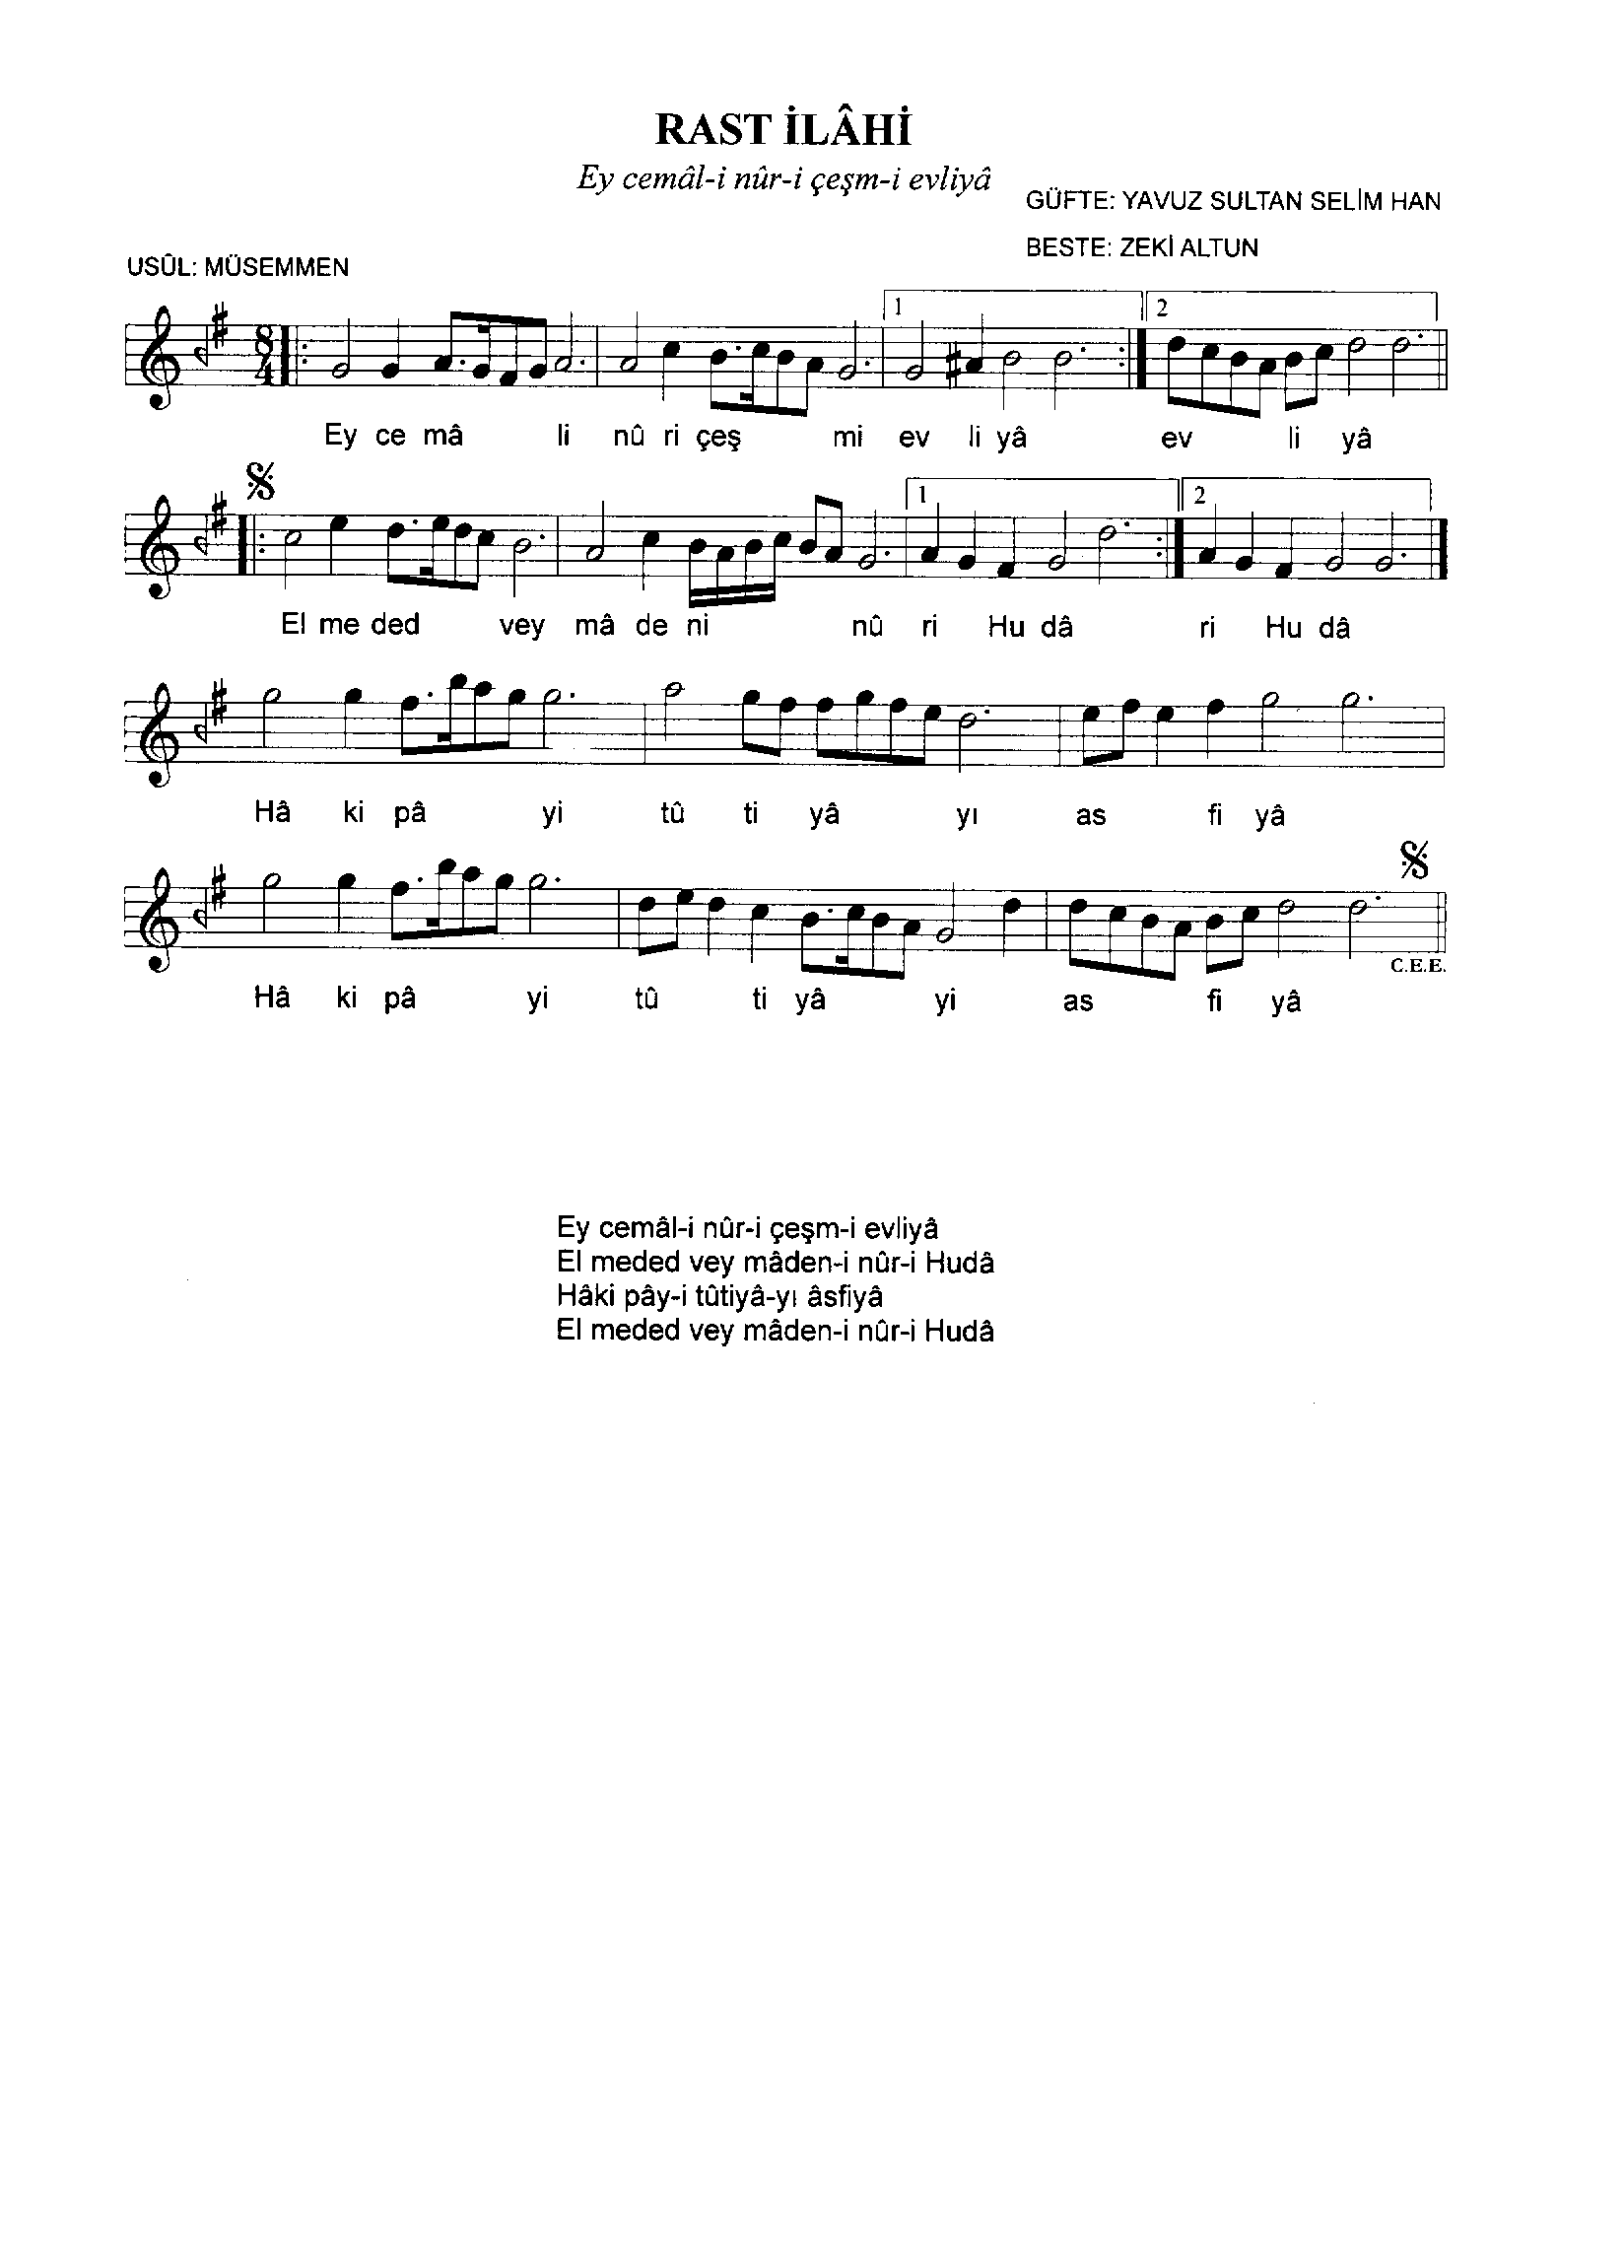 RAST İLÂHİ
Ey cemâl-i nûr-i çeşm-i evliyâ
GÜFTE: YAVUZ SULTAN SELİM HAN
BESTE: ZEKİ ALTUN
USÛL: MÜSEMMEN
8
4
1
2
Ey ce mâ li nû ri çeş mi ev li yâ ev li yâ
1
2
El me ded vey mâ de ni nû ri Hu dâ ri Hu dâ
Hâ ki pâ yi tû ti yâ yı as fi yâ
C.E.E.
Hâ ki pâ yi tû ti yâ yi as fi yâ
Ey cemâl-i nûr-i çeşm-i evliyâ
El meded vey mâden-i nûr-i Hudâ
Hâki pây-i tûtiyâ-yı âsfiyâ
El meded vey mâden-i nûr-i Hudâ